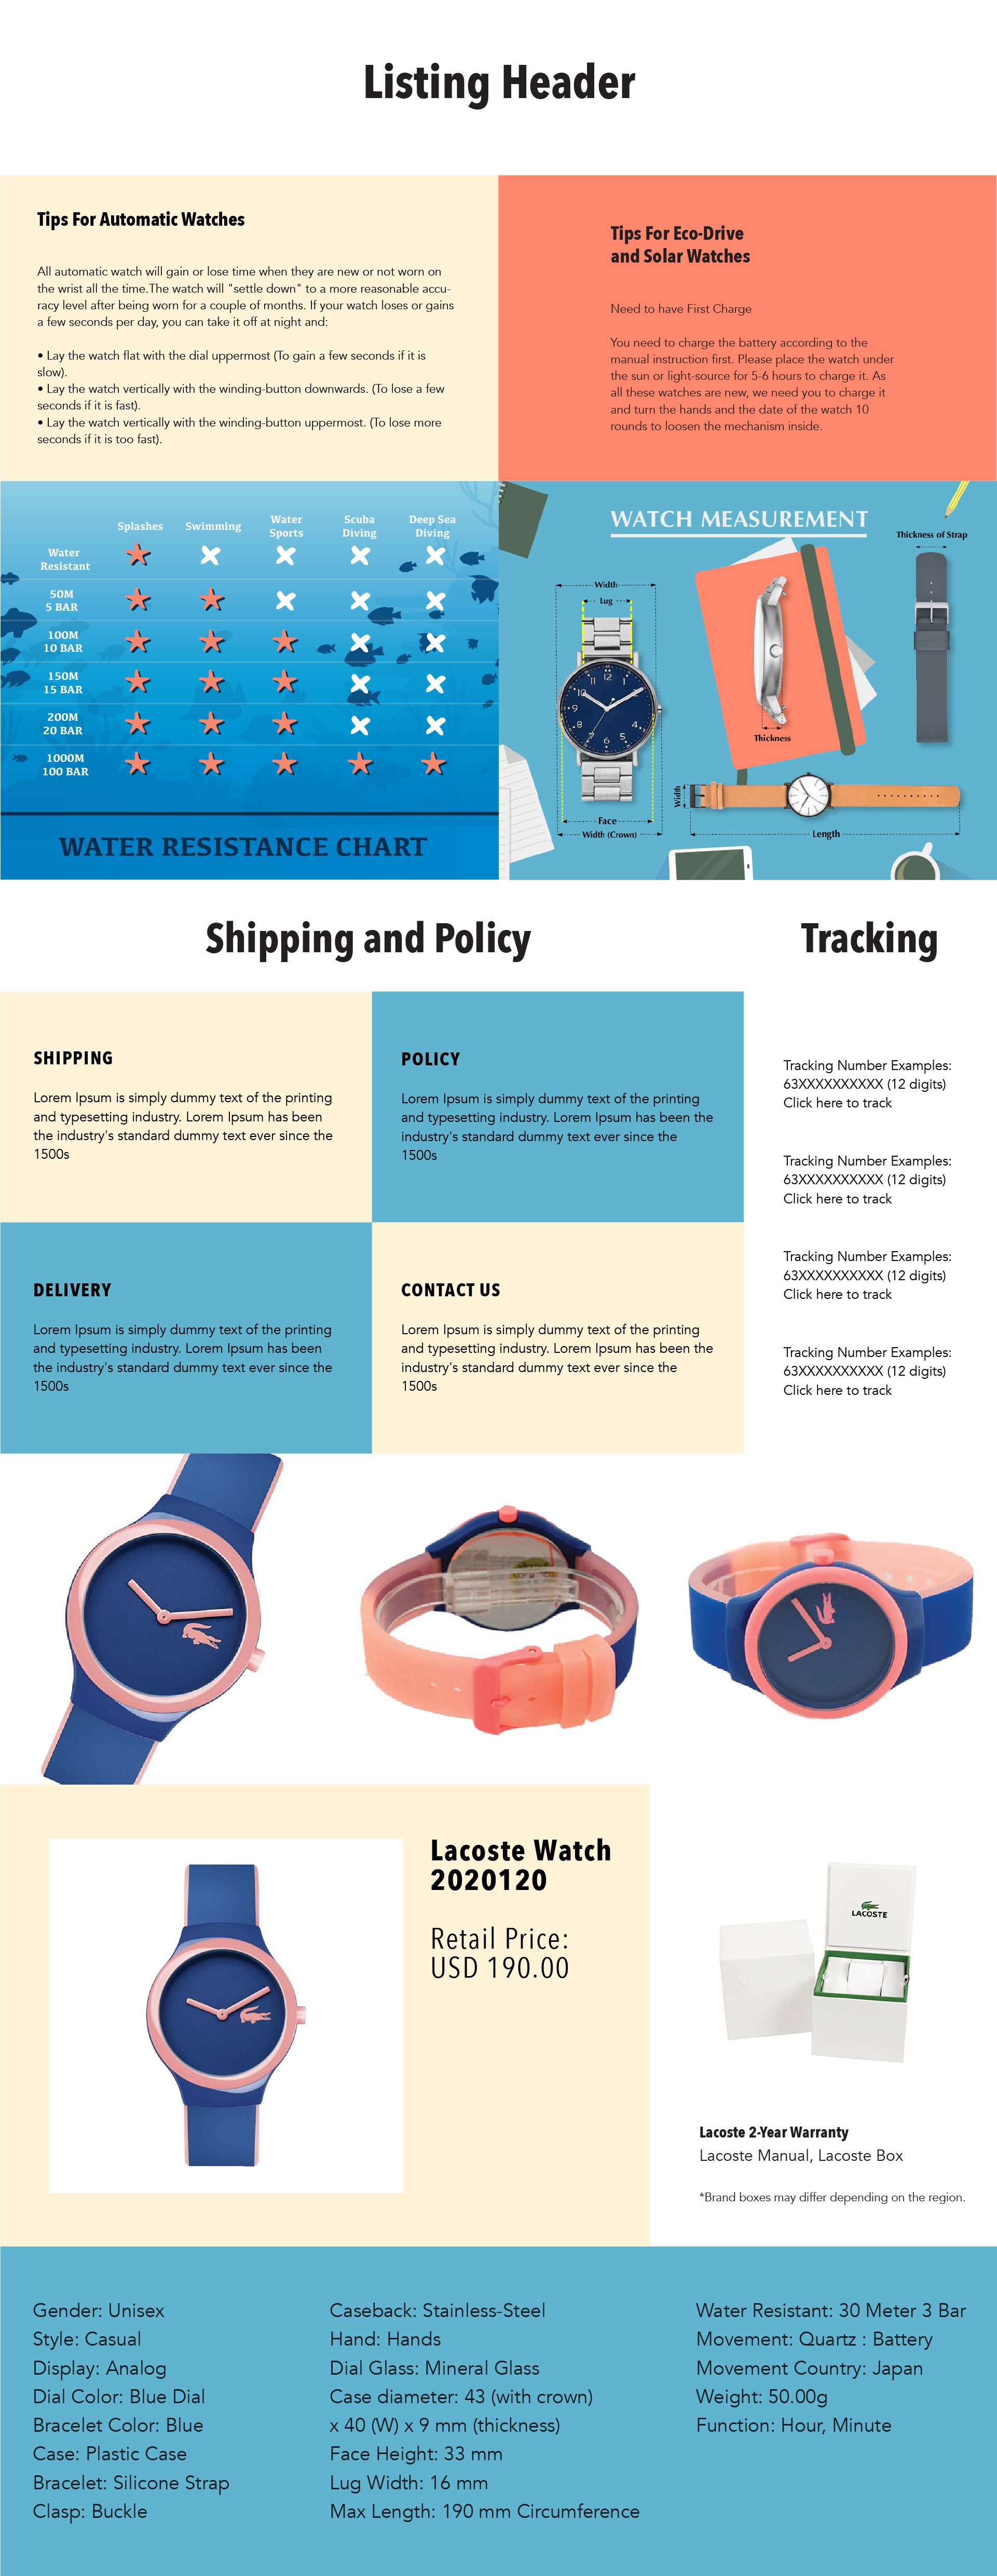 Listing Header
Tips For Automatic Watches
All automatic watch will gain or lose time when they are new or not worn on
the wrist all the time.The watch will "settle down" to a more reasonable accu-
racy level after being worn for a couple of months. If your watch loses or gains
a few seconds per day, you can take it off at night and:
• Lay the watch flat with the dial uppermost (To gain a few seconds if it is
slow).
• Lay the watch vertically with the winding-button downwards. (To lose a few
seconds if it is fast).
• Lay the watch vertically with the winding-button uppermost. (To lose more
seconds if it is too fast).
Tips For Eco-Drive
and Solar Watches
Need to have First Charge
You need to charge the battery according to the
manual instruction first. Please place the watch under
the sun or light-source for 5-6 hours to charge it. As
all these watches are new, we need you to charge it
and turn the hands and the date of the watch 10
rounds to loosen the mechanism inside.
Splashes
Swimming
Water
Sports
Scuba
Diving
Deep Sea
Diving
Water
Resistant
50M
5 BAR
100M
10 BAR
150M
15 BAR
200M
20 BAR
1000M
100 BAR
WATER RESISTANCE CHART
WATCH MEASUREMENT
Thickness of Strap
Width
Lug
11 12 1
10
9
8
7 6 5
4
Thickness
Face
Width (Crown)
Width
Length
Shipping and Policy
Tracking
SHIPPING
Lorem Ipsum is simply dummy text of the printing
and typesetting industry. Lorem Ipsum has been
the industry's standard dummy text ever since the
1500s
POLICY
Lorem Ipsum is simply dummy text of the printing
and typesetting industry. Lorem Ipsum has been the
industry's standard dummy text ever since the
1500s
DELIVERY
Lorem Ipsum is simply dummy text of the printing
and typesetting industry. Lorem Ipsum has been
the industry's standard dummy text ever since the
1500s
CONTACT US
Lorem Ipsum is simply dummy text of the printing
and typesetting industry. Lorem Ipsum has been the
industry's standard dummy text ever since the
1500s
Tracking Number Examples:
63XXXXXXXXXX (12 digits)
Click here to track
Tracking Number Examples:
63XXXXXXXXXX (12 digits)
Click here to track
Tracking Number Examples:
63XXXXXXXXXX (12 digits)
Click here to track
Tracking Number Examples:
63XXXXXXXXXX (12 digits)
Click here to track
Lacoste Watch
2020120
Retail Price:
USD 190.00
LACOSTE
Lacoste 2-Year Warranty
Lacoste Manual, Lacoste Box
*Brand boxes may differ depending on the region.
Gender: Unisex
Style: Casual
Display: Analog
Dial Color: Blue Dial
Bracelet Color: Blue
Case: Plastic Case
Bracelet: Silicone Strap
Clasp: Buckle
Caseback: Stainless-Steel
Hand: Hands
Dial Glass: Mineral Glass
Case diameter: 43 (with crown)
x 40 (W) x 9 mm (thickness)
Face Height: 33 mm
Lug Width: 16 mm
Max Length: 190 mm Circumference
Water Resistant: 30 Meter 3 Bar
Movement: Quartz : Battery
Movement Country: Japan
Weight: 50.00g
Function: Hour, Minute